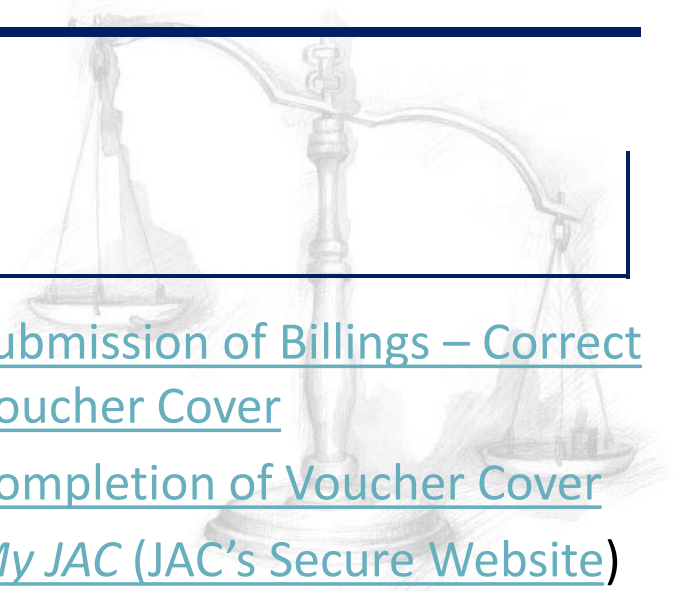 ubmission of Billings – Correct
oucher Cover
ompletion of Voucher Cover
My JAC (JAC's Secure Website)